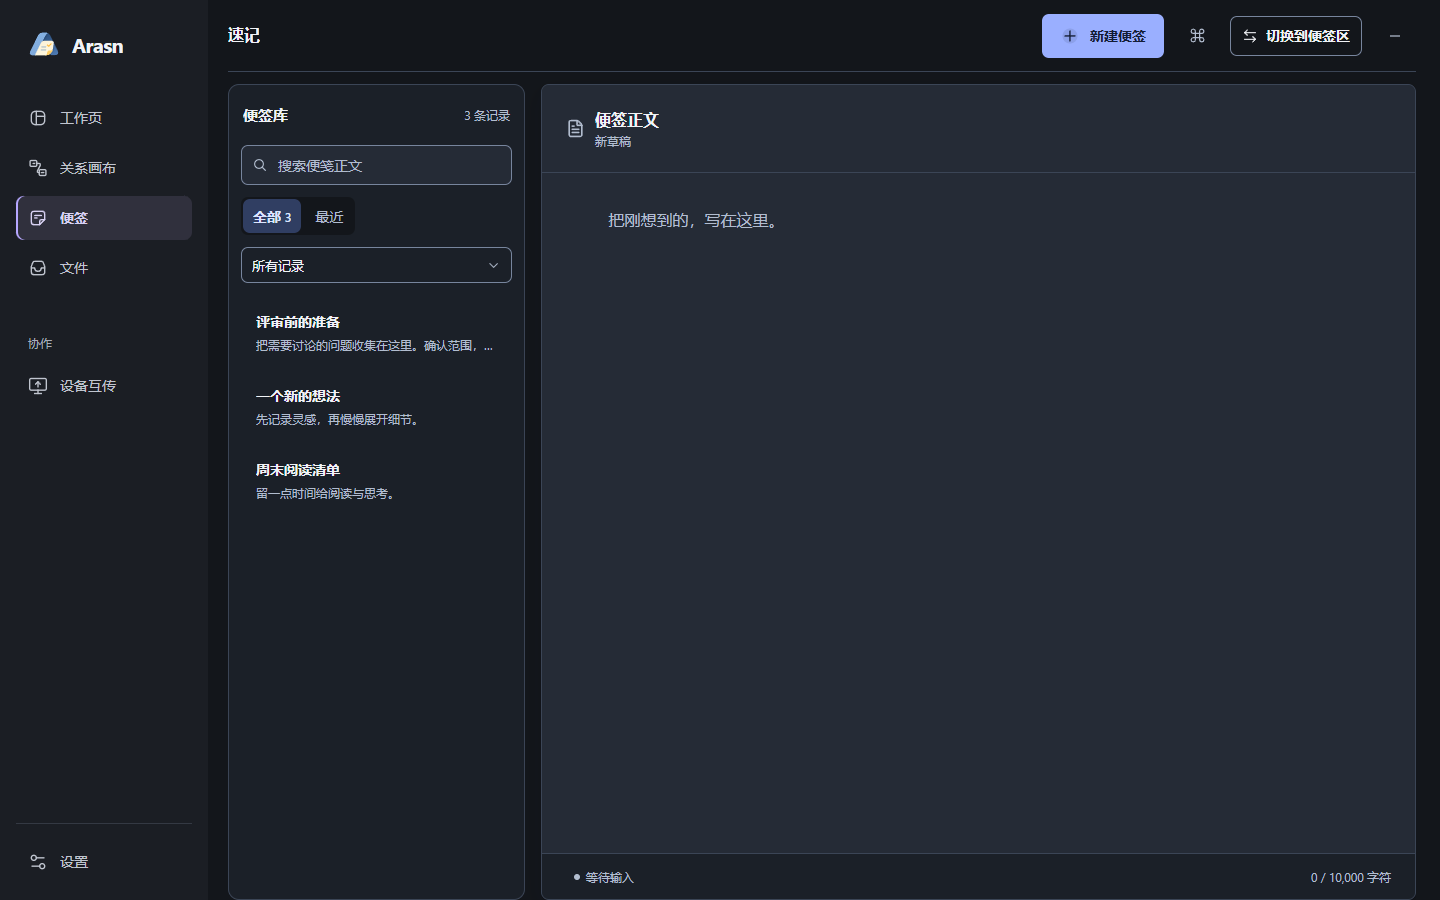 Arasn
工作页
关系画布
便签
文件
协作
设备互传
设置
速记
新建便签
切换到便签区
便签库
3 条记录
搜索便笺正文
全部 3
最近
所有记录
评审前的准备
把需要讨论的问题收集在这里。确认范围，...
一个新的想法
先记录灵感，再慢慢展开细节。
周末阅读清单
留一点时间给阅读与思考。
便签正文
新草稿
把刚想到的，写在这里。
等待输入
0 / 10,000 字符